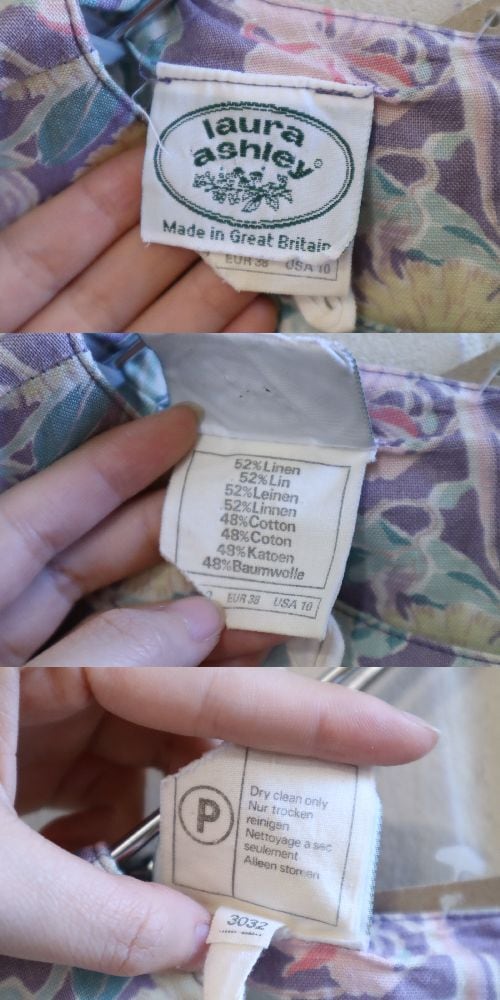 laura
ashley®
Made in Great Britain
EUR 38 USA 10
52%Linen
52%Lin
52%Leinen
52%Linnen
48%Cotton
48%Coton
48%Katoen
48%Baumwolle
EUR 38 USA 10
P
Dry clean only
Nur trocken
reinigen
Nettoyage a sec
seulement
Alleen stomen
3032